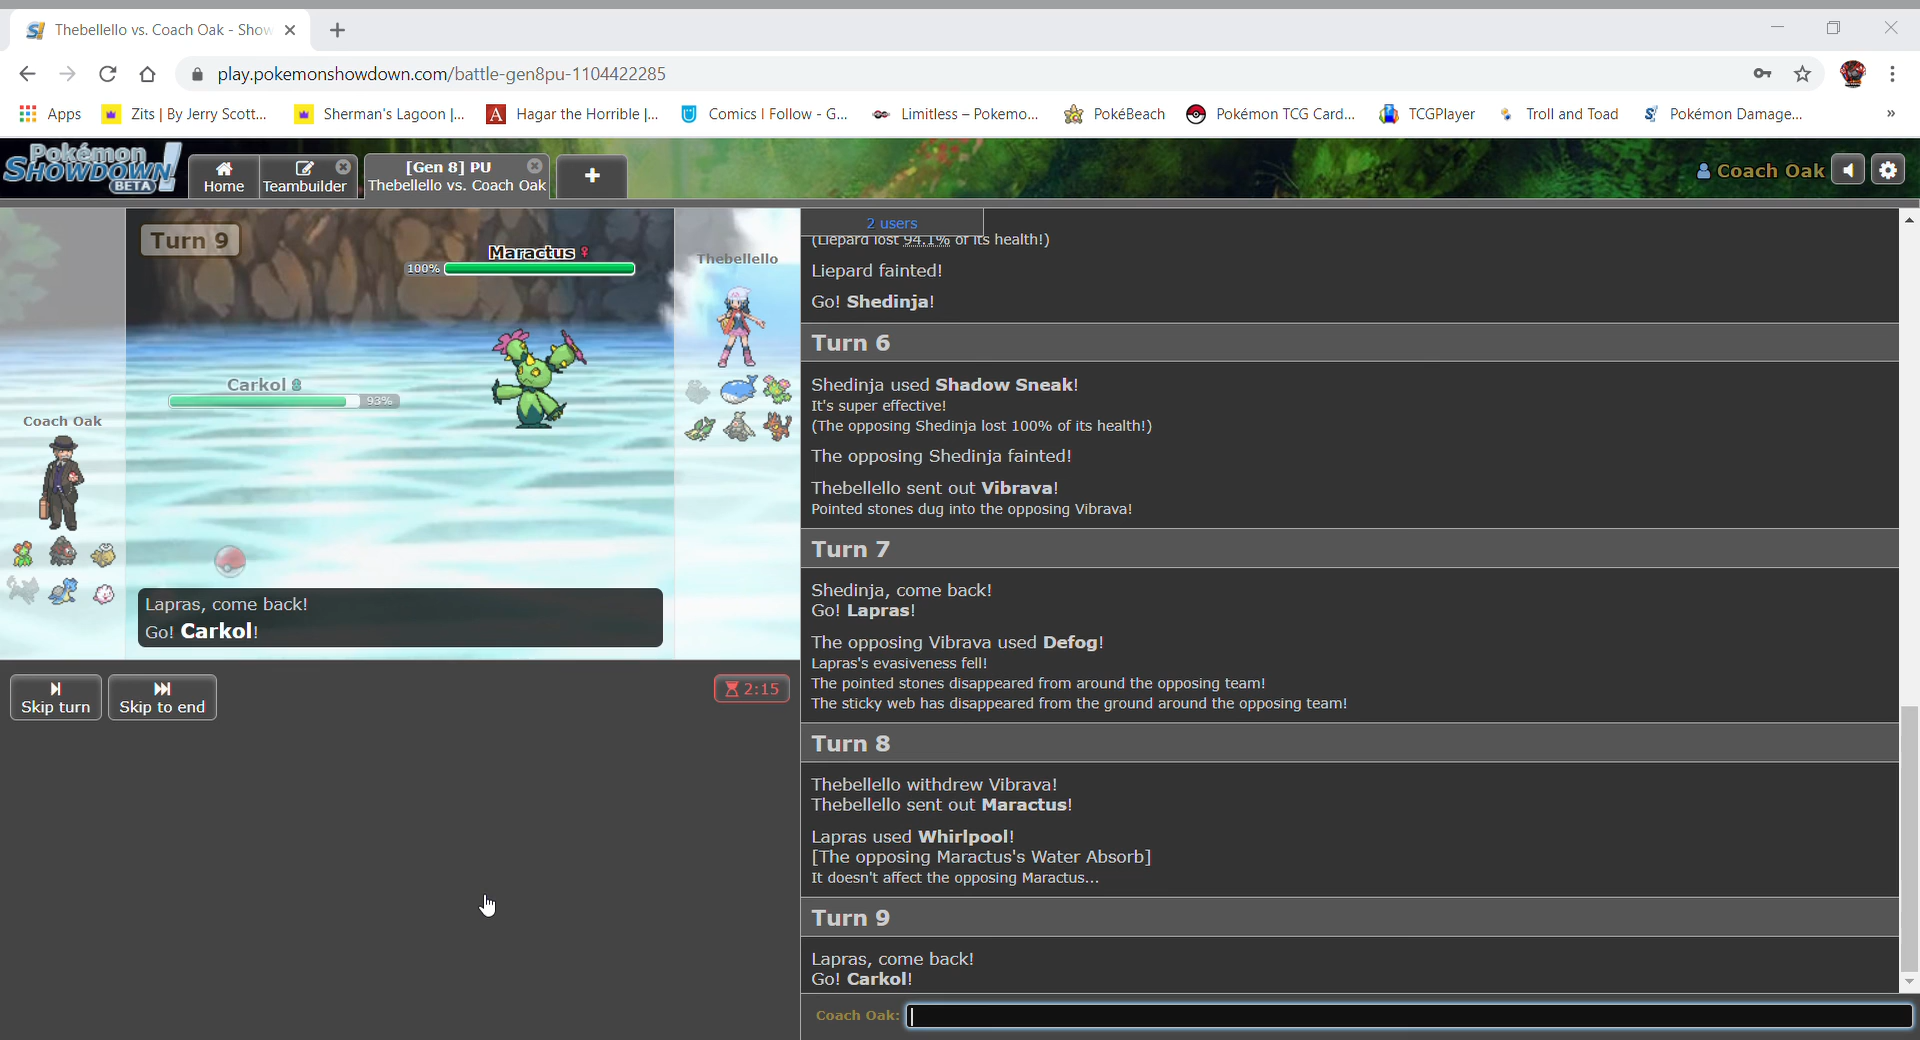 Thebellello vs. Coach Oak - Show
play.pokemonshowdown.com/battle-gen8pu-1104422285
Apps
Zits | By Jerry Scott...
Sherman's Lagoon |...
Hagar the Horrible |...
Comics I Follow - G...
Limitless – Pokemo...
PokéBeach
Pokémon TCG Card...
TCGPlayer
Troll and Toad
Pokémon Damage...
»
Pokémon
SHOWDOWN!
BETA
Home
Teambuilder
[Gen 8] PU
Thebellello vs. Coach Oak
Coach Oak
Turn 9
Maractus ♀
100%
Thebellello
Carkol
93%
Coach Oak
Lapras, come back!
Go! Carkol!
Skip turn
Skip to end
2:15
2 users
(Liepard lost 94.1% of its health!)
Liepard fainted!
Go! Shedinja!
Turn 6
Shedinja used Shadow Sneak!
It's super effective!
(The opposing Shedinja lost 100% of its health!)
The opposing Shedinja fainted!
Thebellello sent out Vibrava!
Pointed stones dug into the opposing Vibrava!
Turn 7
Shedinja, come back!
Go! Lapras!
The opposing Vibrava used Defog!
Lapras's evasiveness fell!
The pointed stones disappeared from around the opposing team!
The sticky web has disappeared from the ground around the opposing team!
Turn 8
Thebellello withdrew Vibrava!
Thebellello sent out Maractus!
Lapras used Whirlpool!
[The opposing Maractus's Water Absorb]
It doesn't affect the opposing Maractus...
Turn 9
Lapras, come back!
Go! Carkol!
Coach Oak: